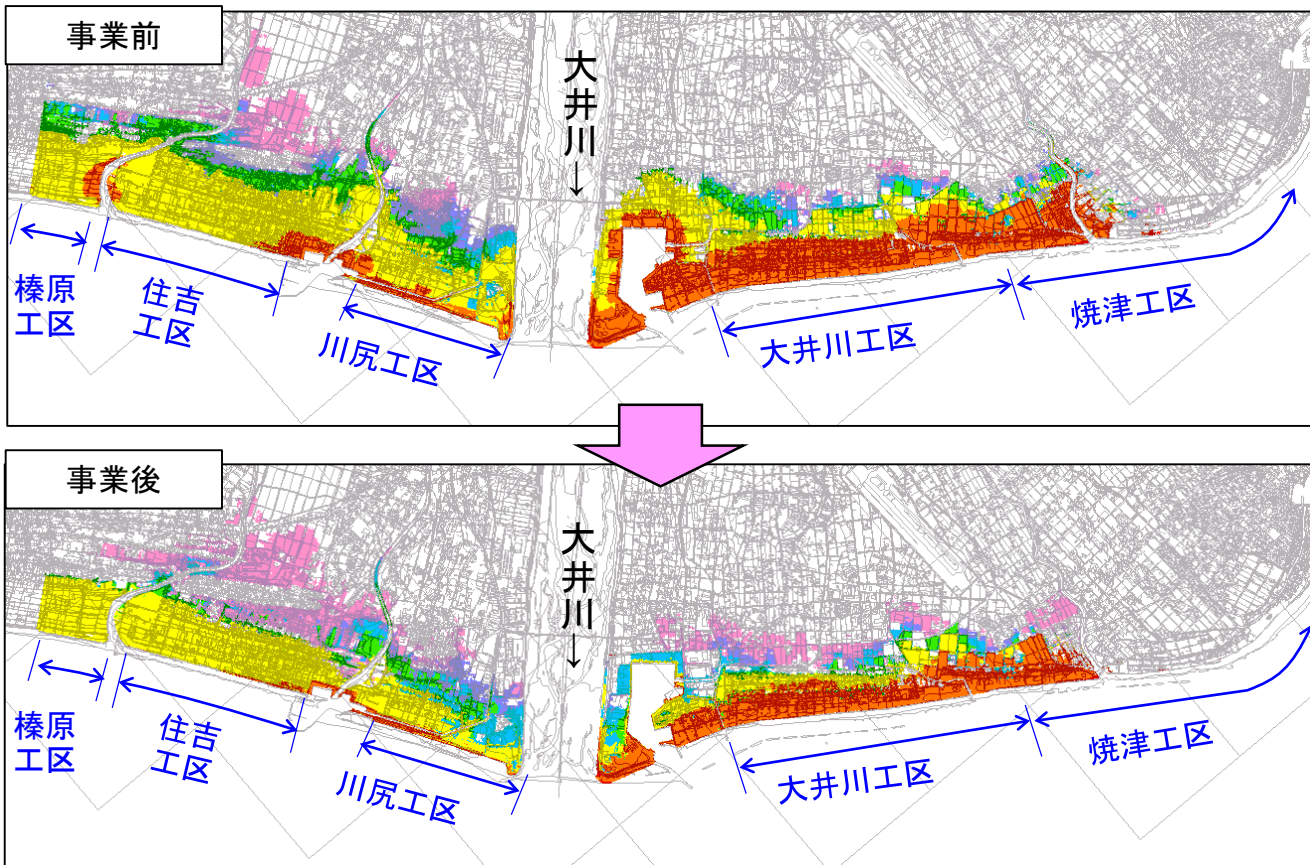 事業前
大井川↓
榛原
工区
住吉
工区
川尻工区
大井川工区
焼津工区
事業後
大井川↓
榛原
工区
住吉
工区
川尻工区
大井川工区
焼津工区